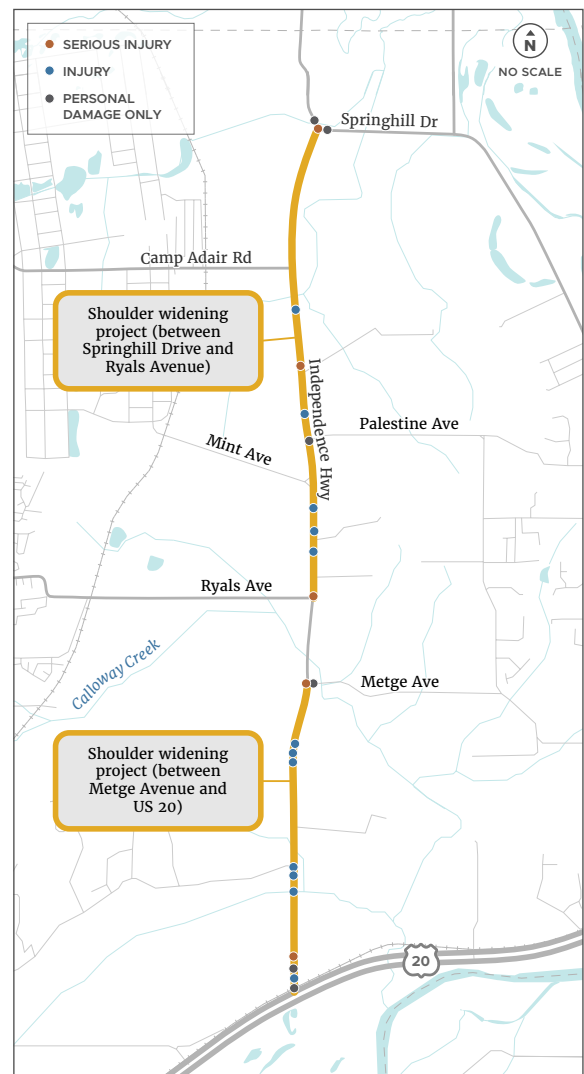 SERIOUS INJURY
INJURY
PERSONAL
DAMAGE ONLY
N
NO SCALE
Springhill Dr
Camp Adair Rd
Shoulder widening
project (between
Springhill Drive and
Ryals Avenue)
Independence Hwy
Palestine Ave
Mint Ave
Ryals Ave
Calloway Creek
Metge Ave
Shoulder widening
project (between
Metge Avenue and
US 20)
20